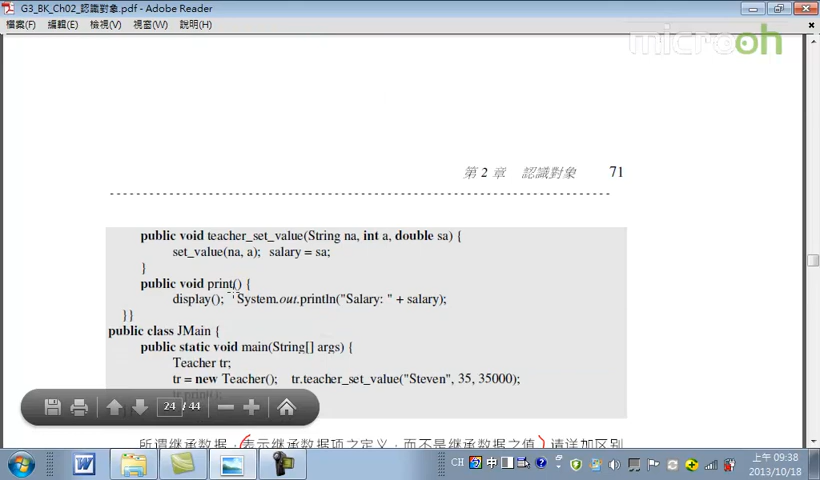 G3_BK_Ch02_認識對象.pdf - Adobe Reader
檔案(F) 編輯(E) 檢視(V) 視窗(W) 說明(H)
microoh
第 2 章 認識對象 71
public void teacher_set_value(String na, int a, double sa) {
set_value(na, a); salary = sa;
}
public void print() {
display(); System.out.println("Salary: " + salary);
}}
public class JMain {
public static void main(String[] args) {
Teacher tr;
tr = new Teacher(); tr.teacher_set_value("Steven", 35, 35000);
tr.print();
24 / 44
所谓继承数据，(表示继承数据项之定义，而不是继承数据之值) 请详加区别
CH 中
上午 09:38
2013/10/18